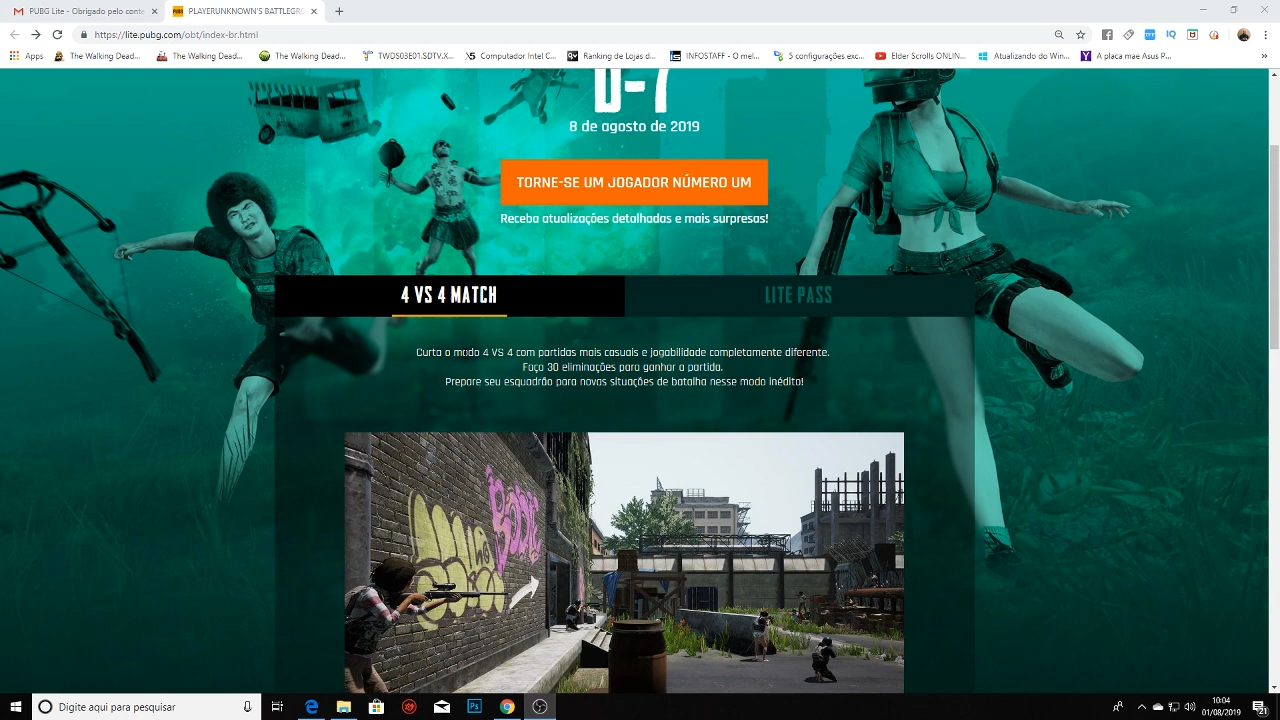 PUBG Lite - Obrigado pelo conte
PLAYERUNKNOWN'S BATTLEGRO
https://lite.pubg.com/obt/index-br.html
Apps
The Walking Dead...
The Walking Dead...
The Walking Dead...
TWDS03E01.SDTV.X...
Computador Intel C...
Ranking de Lojas d...
INFOSTAFF - O mel...
5 configurações exc...
Elder Scrolls ONLIN...
Atualizando do Win...
A placa mae Asus P...
D-7
8 de agosto de 2019
TORNE-SE UM JOGADOR NÚMERO UM
Receba atualizações detalhadas e mais surpresas!
4 VS 4 MATCH
LITE PASS
Curta o modo 4 VS 4 com partidas mais casuais e jogabilidade completamente diferente.
Faça 30 eliminações para ganhar a partida.
Prepare seu esquadrão para novas situações de batalha nesse modo inédito!
Digite aqui para pesquisar
10:04
01/08/2019